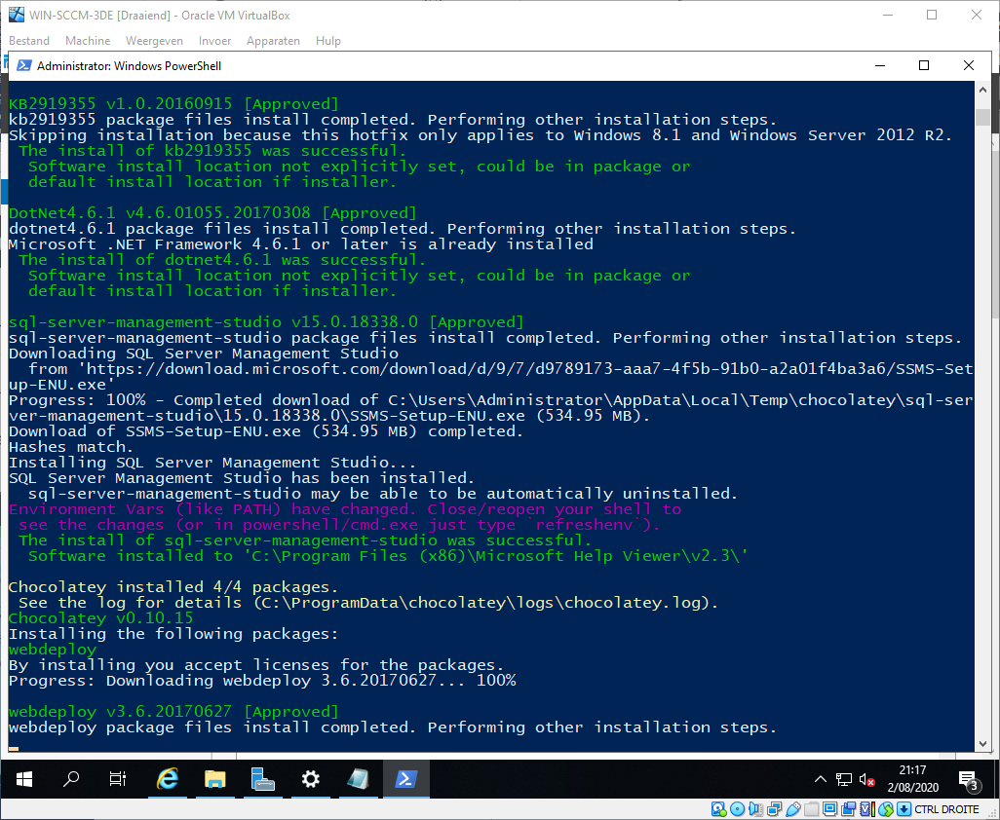 WIN-SCCM-3DE [Draaiend] - Oracle VM VirtualBox
Bestand Machine Weergeven Invoer Apparaten Hulp
Administrator: Windows PowerShell
KB2919355 v1.0.20160915 [Approved]
kb2919355 package files install completed. Performing other installation steps.
Skipping installation because this hotfix only applies to Windows 8.1 and Windows Server 2012 R2.
The install of kb2919355 was successful.
Software install location not explicitly set, could be in package or
default install location if installer.
DotNet4.6.1 v4.6.01055.20170308 [Approved]
dotnet4.6.1 package files install completed. Performing other installation steps.
Microsoft .NET Framework 4.6.1 or later is already installed
The install of dotnet4.6.1 was successful.
Software install location not explicitly set, could be in package or
default install location if installer.
sql-server-management-studio v15.0.18338.0 [Approved]
sql-server-management-studio package files install completed. Performing other installation steps.
Downloading SQL Server Management Studio
from 'https://download.microsoft.com/download/d/9/7/d9789173-aaa7-4f5b-91b0-a2a01f4ba3a6/SSMS-Set
up-ENU.exe
Progress: 100% - Completed download of C:\Users\Administrator\AppData\Local\Temp\chocolatey\sql-ser
ver-management-studio\15.0.18338.0\SSMS-Setup-ENU.exe (534.95 MB).
Download of SSMS-Setup-ENU.exe (534.95 MB) completed.
Hashes match.
Installing SQL Server Management Studio...
SQL Server Management Studio has been installed.
sql-server-management-studio may be able to be automatically uninstalled.
Environment Vars (like PATH) have changed. Close/reopen your shell to
see the changes (or in powershell/cmd.exe just type `refreshenv`).
The install of sql-server-management-studio was successful.
Software installed to 'C:\Program Files (x86)\Microsoft Help Viewer\v2.3\'
Chocolatey installed 4/4 packages.
See the log for details (C:\ProgramData\chocolatey\logs\chocolatey.log).
Chocolatey v0.10.15
Installing the following packages:
webdeploy
By installing you accept licenses for the packages.
Progress: Downloading webdeploy 3.6.20170627... 100%
webdeploy v3.6.20170627 [Approved]
webdeploy package files install completed. Performing other installation steps.
21:17
2/08/2020
3
CTRL DROITE